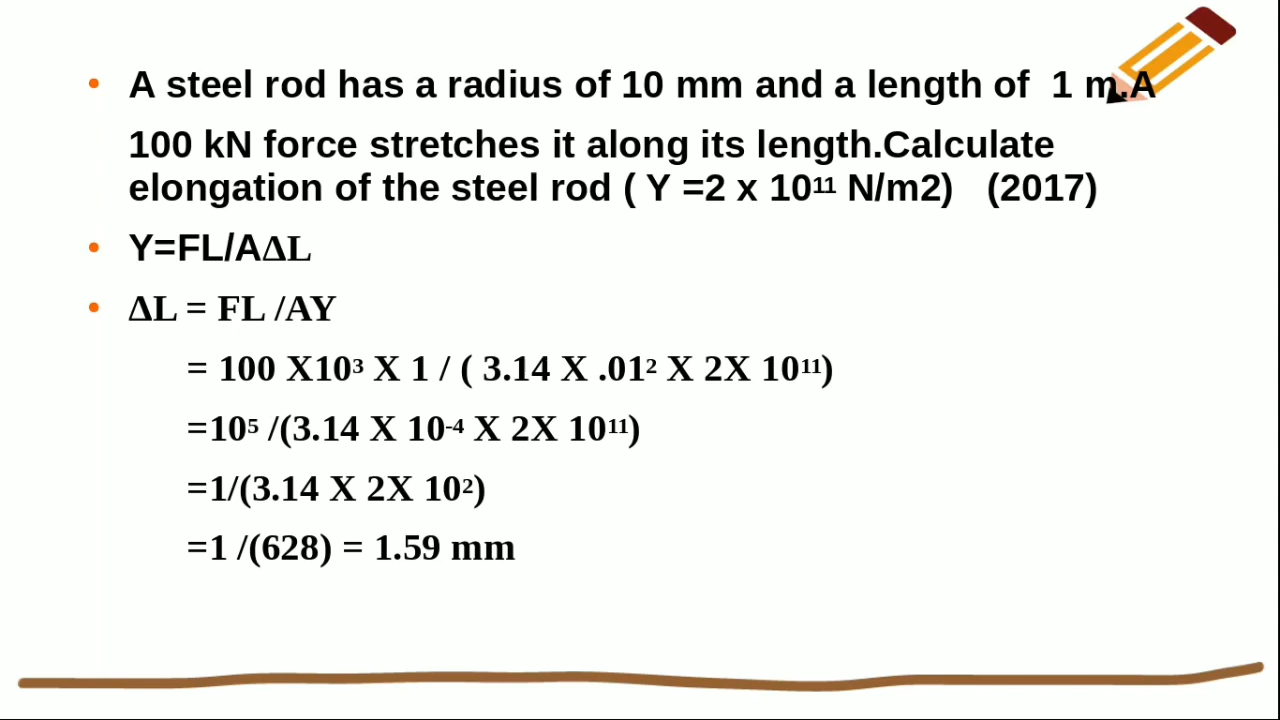 A steel rod has a radius of 10 mm and a length of  1 m.A
100 kN force stretches it along its length.Calculate
elongation of the steel rod ( Y =2 x 10¹¹ N/m2)   (2017)
Y=FL/AΔL
ΔL = FL /AY
= 100 X10³ X 1 / ( 3.14 X .01² X 2X 10¹¹)
=10⁵ /(3.14 X 10⁻⁴ X 2X 10¹¹)
=1/(3.14 X 2X 10²)
=1 /(628) = 1.59 mm